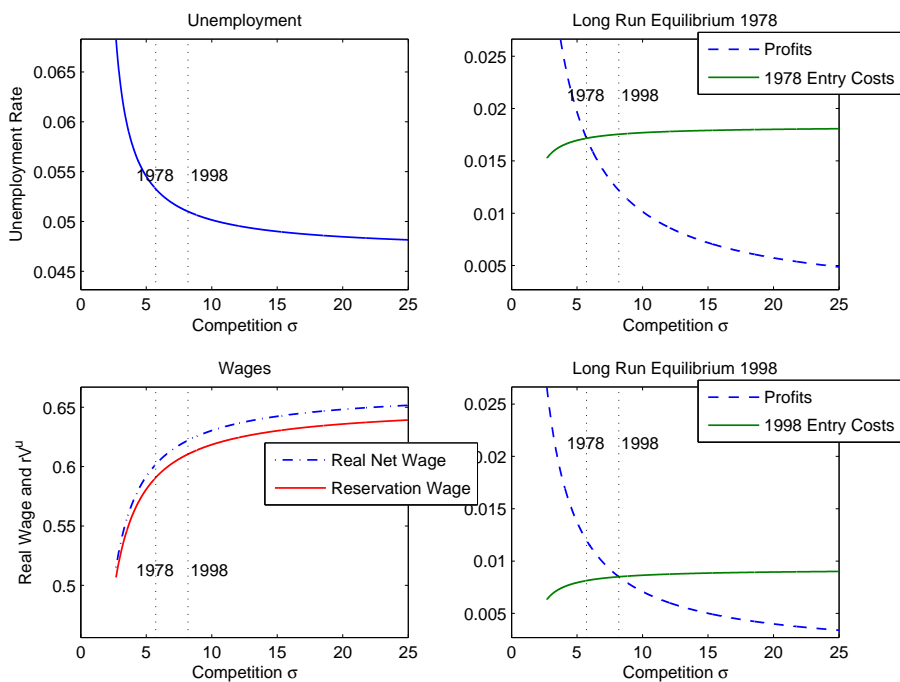 Unemployment
Unemployment Rate
0.065
0.06
0.055
0.05
0.045
1978
1998
0 5 10 15 20 25
Competition σ
Long Run Equilibrium 1978
Profits
1978 Entry Costs
0.025
0.02
0.015
0.01
0.005
1978
1998
0 5 10 15 20 25
Competition σ
Wages
Real Wage and rVᵘ
0.65
0.6
0.55
0.5
Real Net Wage
Reservation Wage
1978
1998
0 5 10 15 20 25
Competition σ
Long Run Equilibrium 1998
Profits
1998 Entry Costs
0.025
0.02
0.015
0.01
0.005
1978
1998
0 5 10 15 20 25
Competition σ